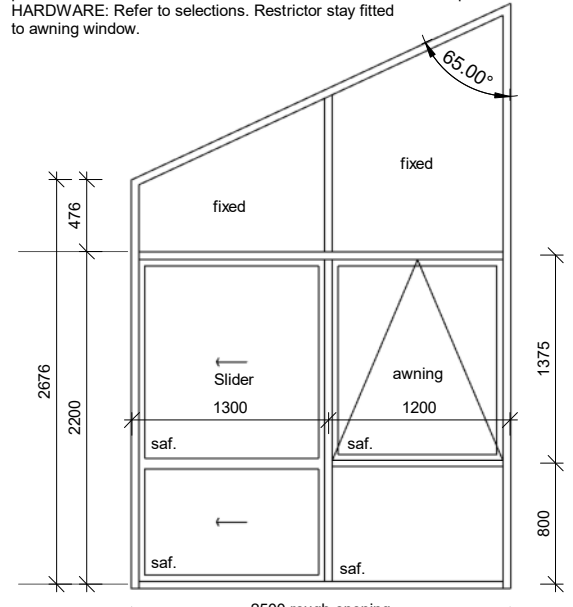 HARDWARE: Refer to selections. Restrictor stay fitted
to awning window.
65.00°
fixed
fixed
476
2676
2200
1375
Slider
awning
1300
1200
saf.
saf.
800
saf.
saf.